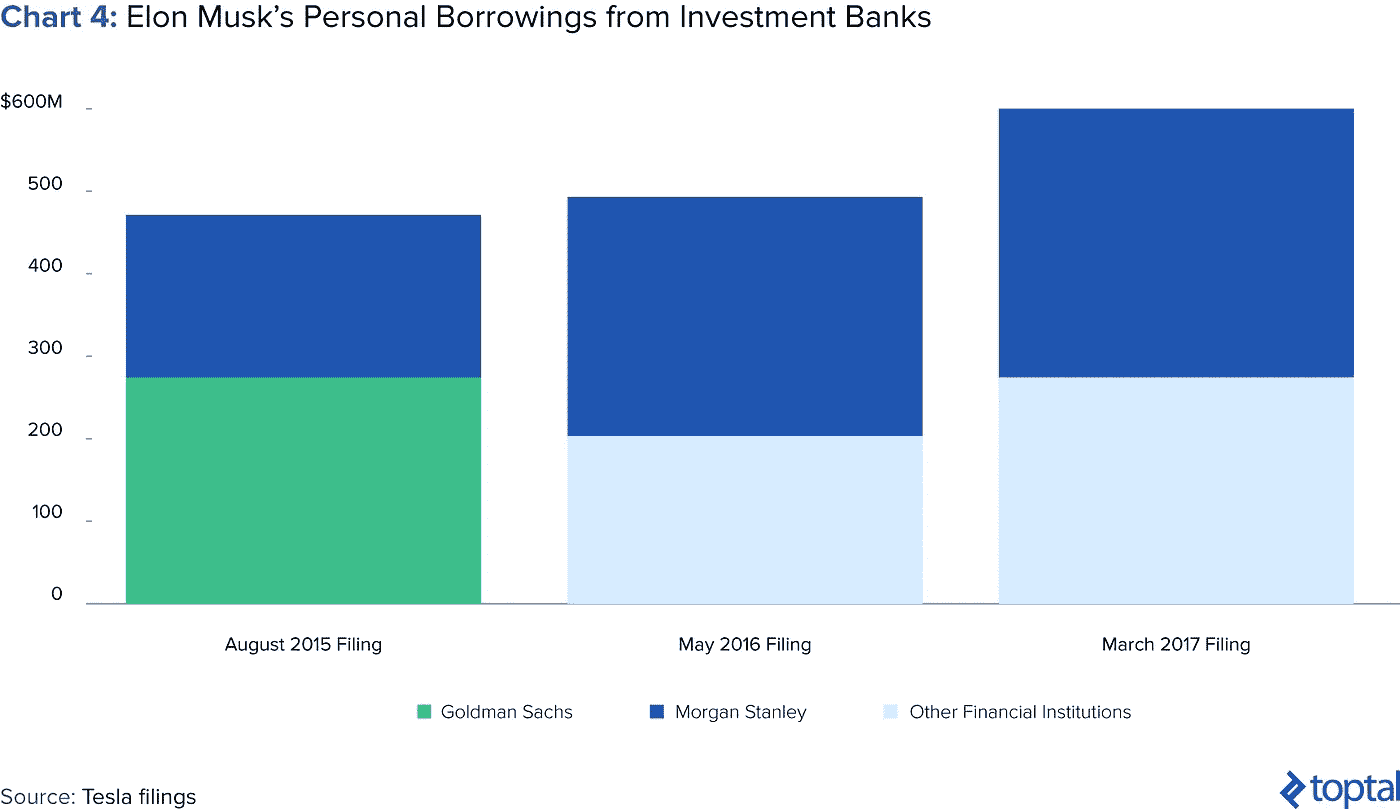 Chart 4: Elon Musk’s Personal Borrowings from Investment Banks
$600M
500
400
300
200
100
0
August 2015 Filing
May 2016 Filing
March 2017 Filing
Goldman Sachs
Morgan Stanley
Other Financial Institutions
Source: Tesla filings
toptal